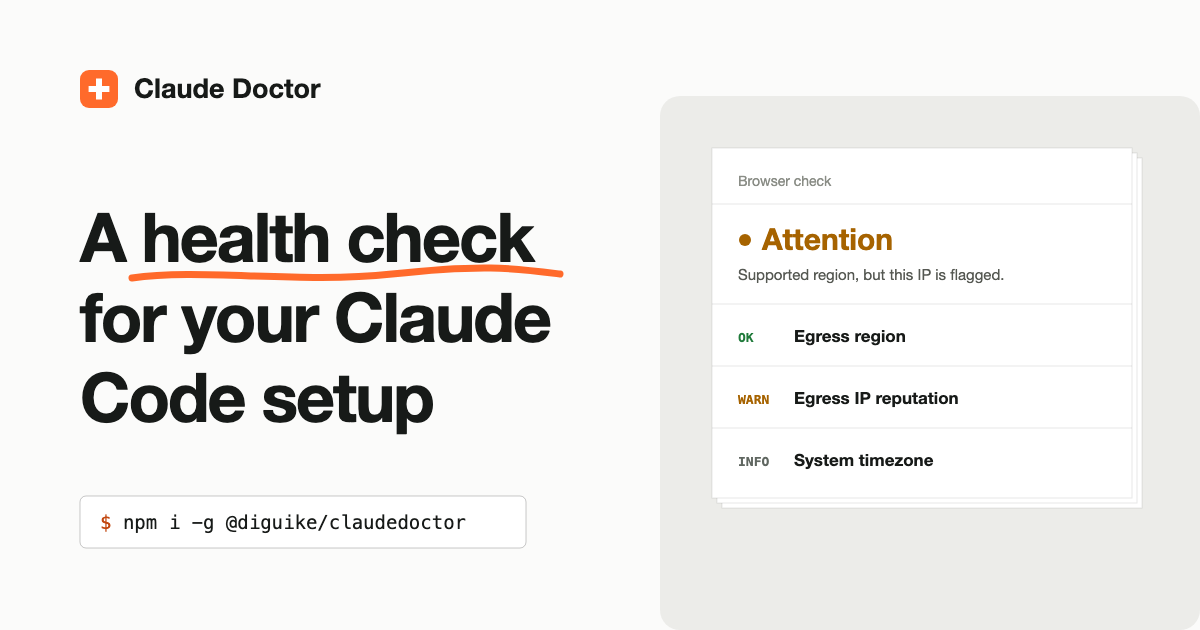 Claude Doctor
A health check
for your Claude
Code setup
$ npm i -g @diguike/claudedoctor
Browser check
Attention
Supported region, but this IP is flagged.
OK Egress region
WARN Egress IP reputation
INFO System timezone